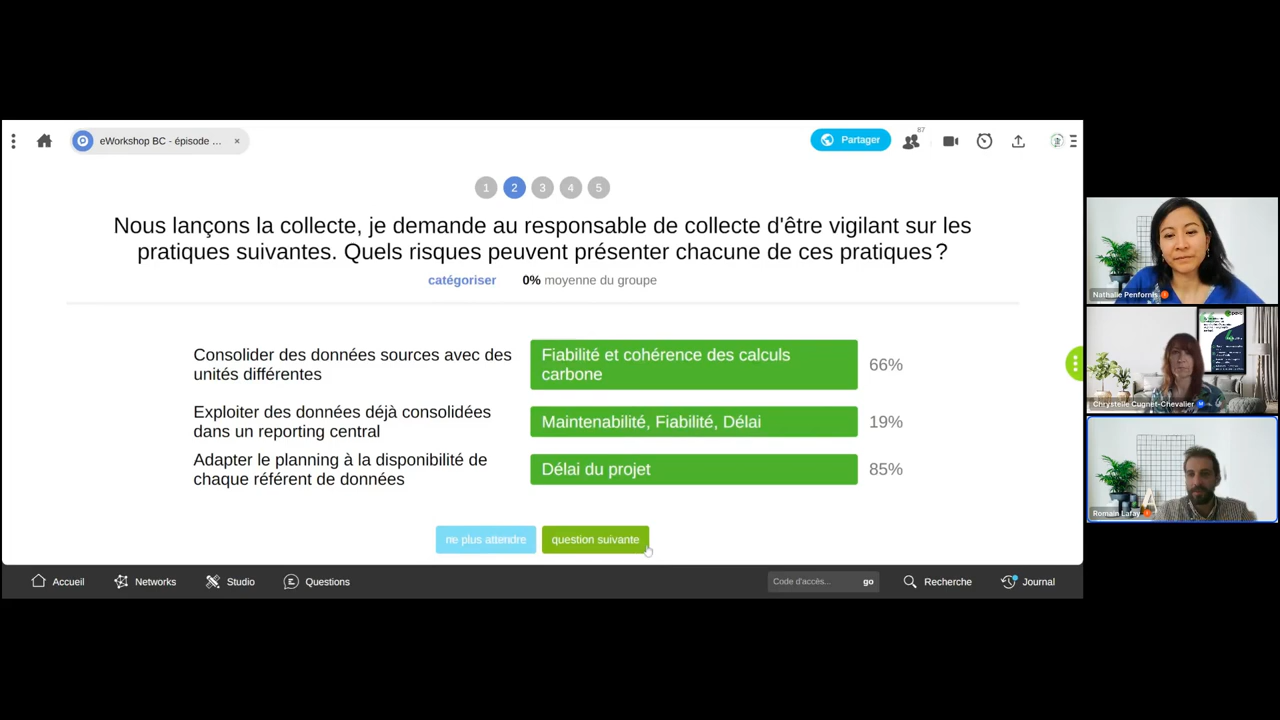 eWorkshop BC - épisode ...
×
Partager
87
1 2 3 4 5
Nous lançons la collecte, je demande au responsable de collecte d'être vigilant sur les
pratiques suivantes. Quels risques peuvent présenter chacune de ces pratiques ?
catégoriser 0% moyenne du groupe
Consolider des données sources avec des
unités différentes
Fiabilité et cohérence des calculs
carbone
66%
Exploiter des données déjà consolidées
dans un reporting central
Maintenabilité, Fiabilité, Délai
19%
Adapter le planning à la disponibilité de
chaque référent de données
Délai du projet
85%
ne plus attendre
question suivante
Accueil
Networks
Studio
Questions
Code d'accès...
go
Recherche
Journal
Nathalie Penfornis
Chrystelle Cugnet-Chevalier
Romain Lafay